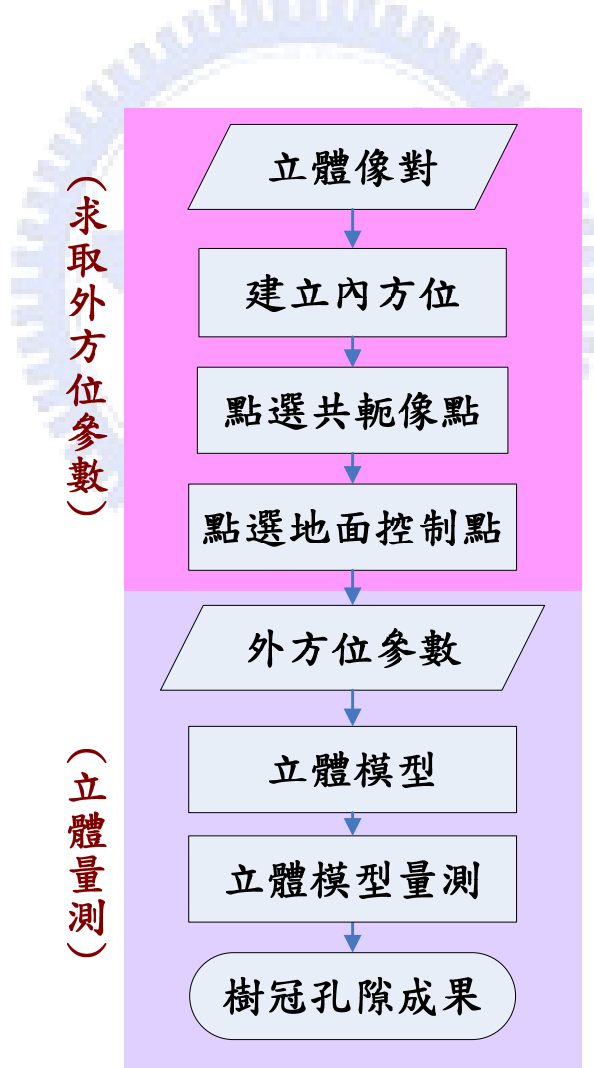 (求取外方位參數)
立體像對
建立內方位
點選共軛像點
點選地面控制點
外方位參數
(立體量測)
立體模型
立體模型量測
樹冠孔隙成果